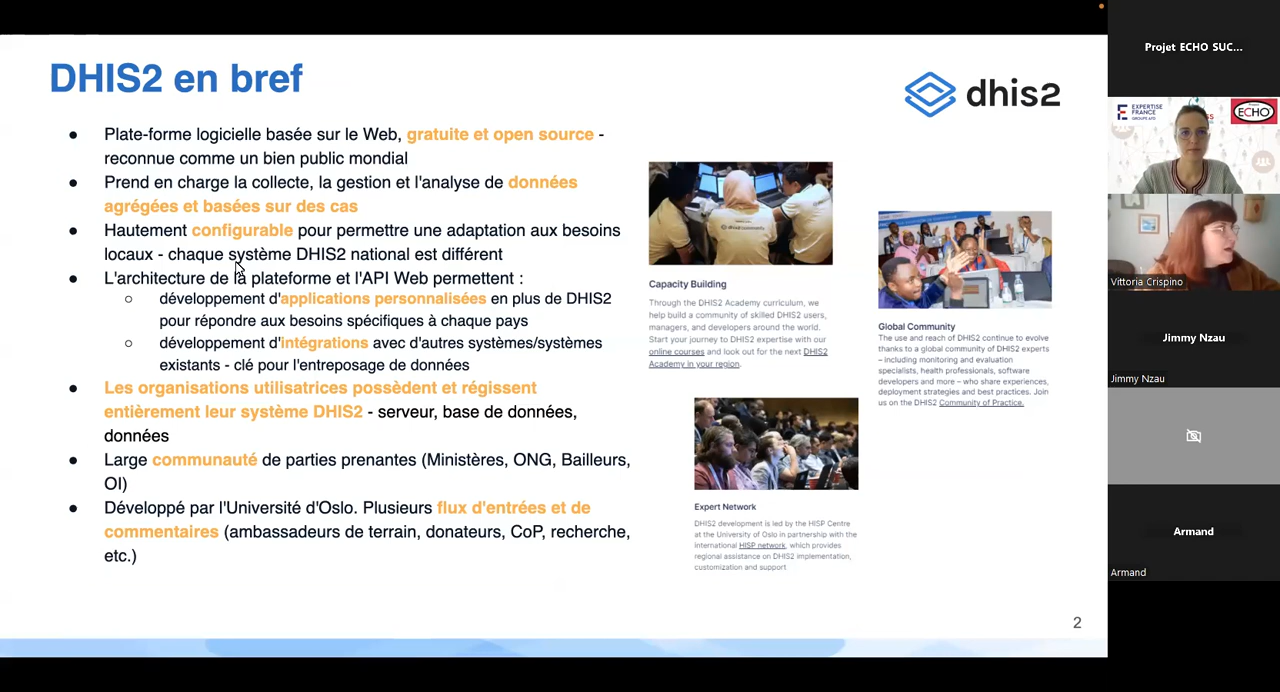 DHIS2 en bref
dhis2
● Plate-forme logicielle basée sur le Web, gratuite et open source -
reconnue comme un bien public mondial
● Prend en charge la collecte, la gestion et l'analyse de données
agrégées et basées sur des cas
● Hautement configurable pour permettre une adaptation aux besoins
locaux - chaque système DHIS2 national est différent
● L'architecture de la plateforme et l'API Web permettent :
○ développement d'applications personnalisées en plus de DHIS2
pour répondre aux besoins spécifiques à chaque pays
○ développement d'intégrations avec d'autres systèmes/systèmes
existants - clé pour l'entreposage de données
● Les organisations utilisatrices possèdent et régissent
entièrement leur système DHIS2 - serveur, base de données,
données
● Large communauté de parties prenantes (Ministères, ONG, Bailleurs,
OI)
● Développé par l'Université d'Oslo. Plusieurs flux d'entrées et de
commentaires (ambassadeurs de terrain, donateurs, CoP, recherche,
etc.)
Capacity Building
Through the DHIS2 Academy curriculum, we
help build a community of skilled DHIS2 users,
managers, and developers around the world.
Start your journey to DHIS2 expertise with our
online courses and look out for the next DHIS2
Academy in your region.
Global Community
The use and reach of DHIS2 continue to evolve
thanks to a global community of DHIS2 experts
– including monitoring and evaluation
specialists, health professionals, software
developers and more – who share experiences,
deployment strategies and best practices. Join
us on the DHIS2 Community of Practice.
Expert Network
DHIS2 development is led by the HISP Centre
at the University of Oslo in partnership with the
international HISP network, which provides
regional assistance on DHIS2 implementation,
customization and support
2
Projet ECHO SUC...
EXPERTISE
FRANCE
GROUPE AFD
ECHO
Vittoria Crispino
Jimmy Nzau
Jimmy Nzau
Armand
Armand